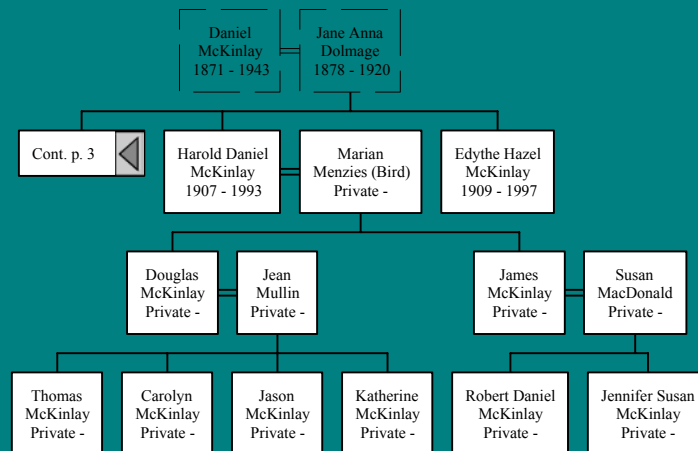 Daniel
McKinlay
1871 - 1943
Jane Anna
Dolmage
1878 - 1920
Cont. p. 3
Harold Daniel
McKinlay
1907 - 1993
Marian
Menzies (Bird)
Private -
Edythe Hazel
McKinlay
1909 - 1997
Douglas
McKinlay
Private -
Jean
Mullin
Private -
James
McKinlay
Private -
Susan
MacDonald
Private -
Thomas
McKinlay
Private -
Carolyn
McKinlay
Private -
Jason
McKinlay
Private -
Katherine
McKinlay
Private -
Robert Daniel
McKinlay
Private -
Jennifer Susan
McKinlay
Private -